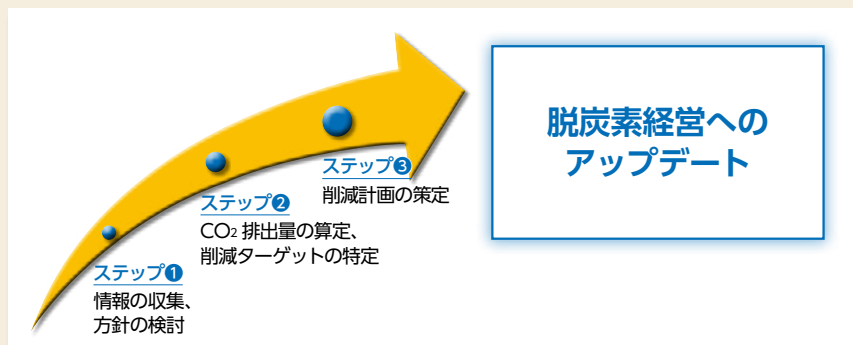 ステップ❶
情報の収集、
方針の検討
ステップ❷
CO₂ 排出量の算定、
削減ターゲットの特定
ステップ❸
削減計画の策定
脱炭素経営への
アップデート